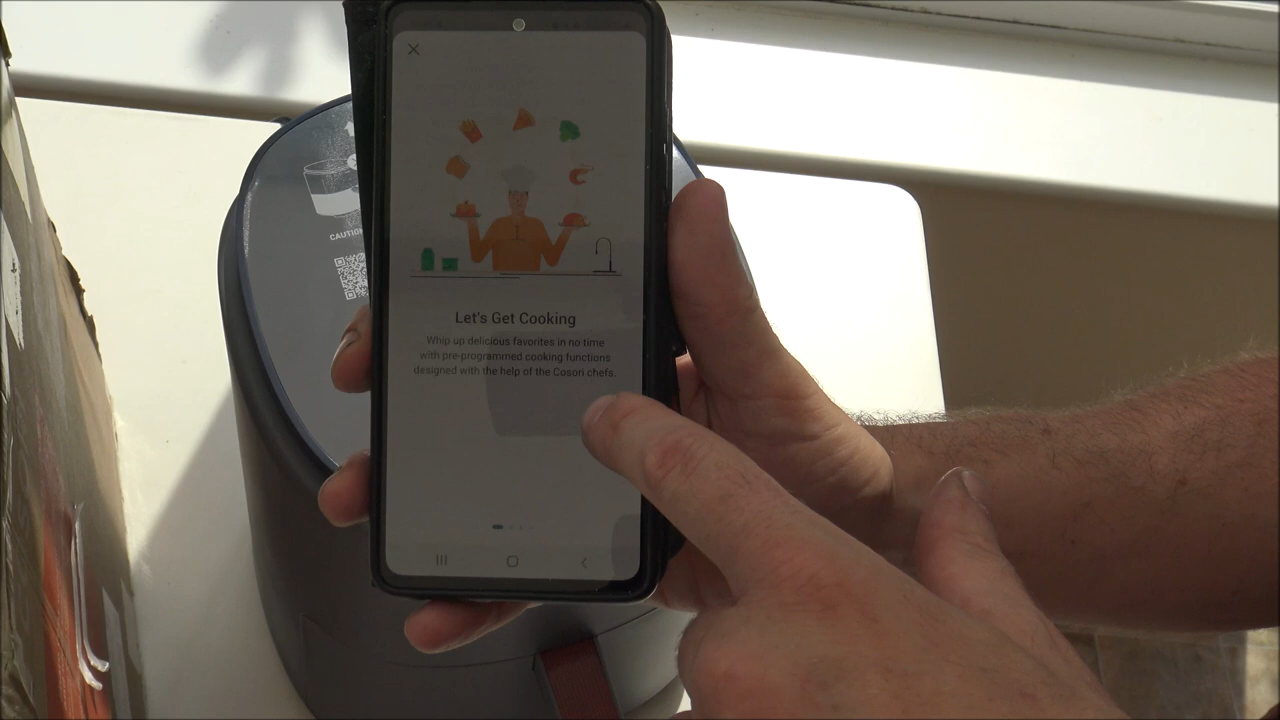 CAUTION
Let's Get Cooking
Whip up delicious favorites in no time
with pre-programmed cooking functions
designed with the help of the Cosori chefs.